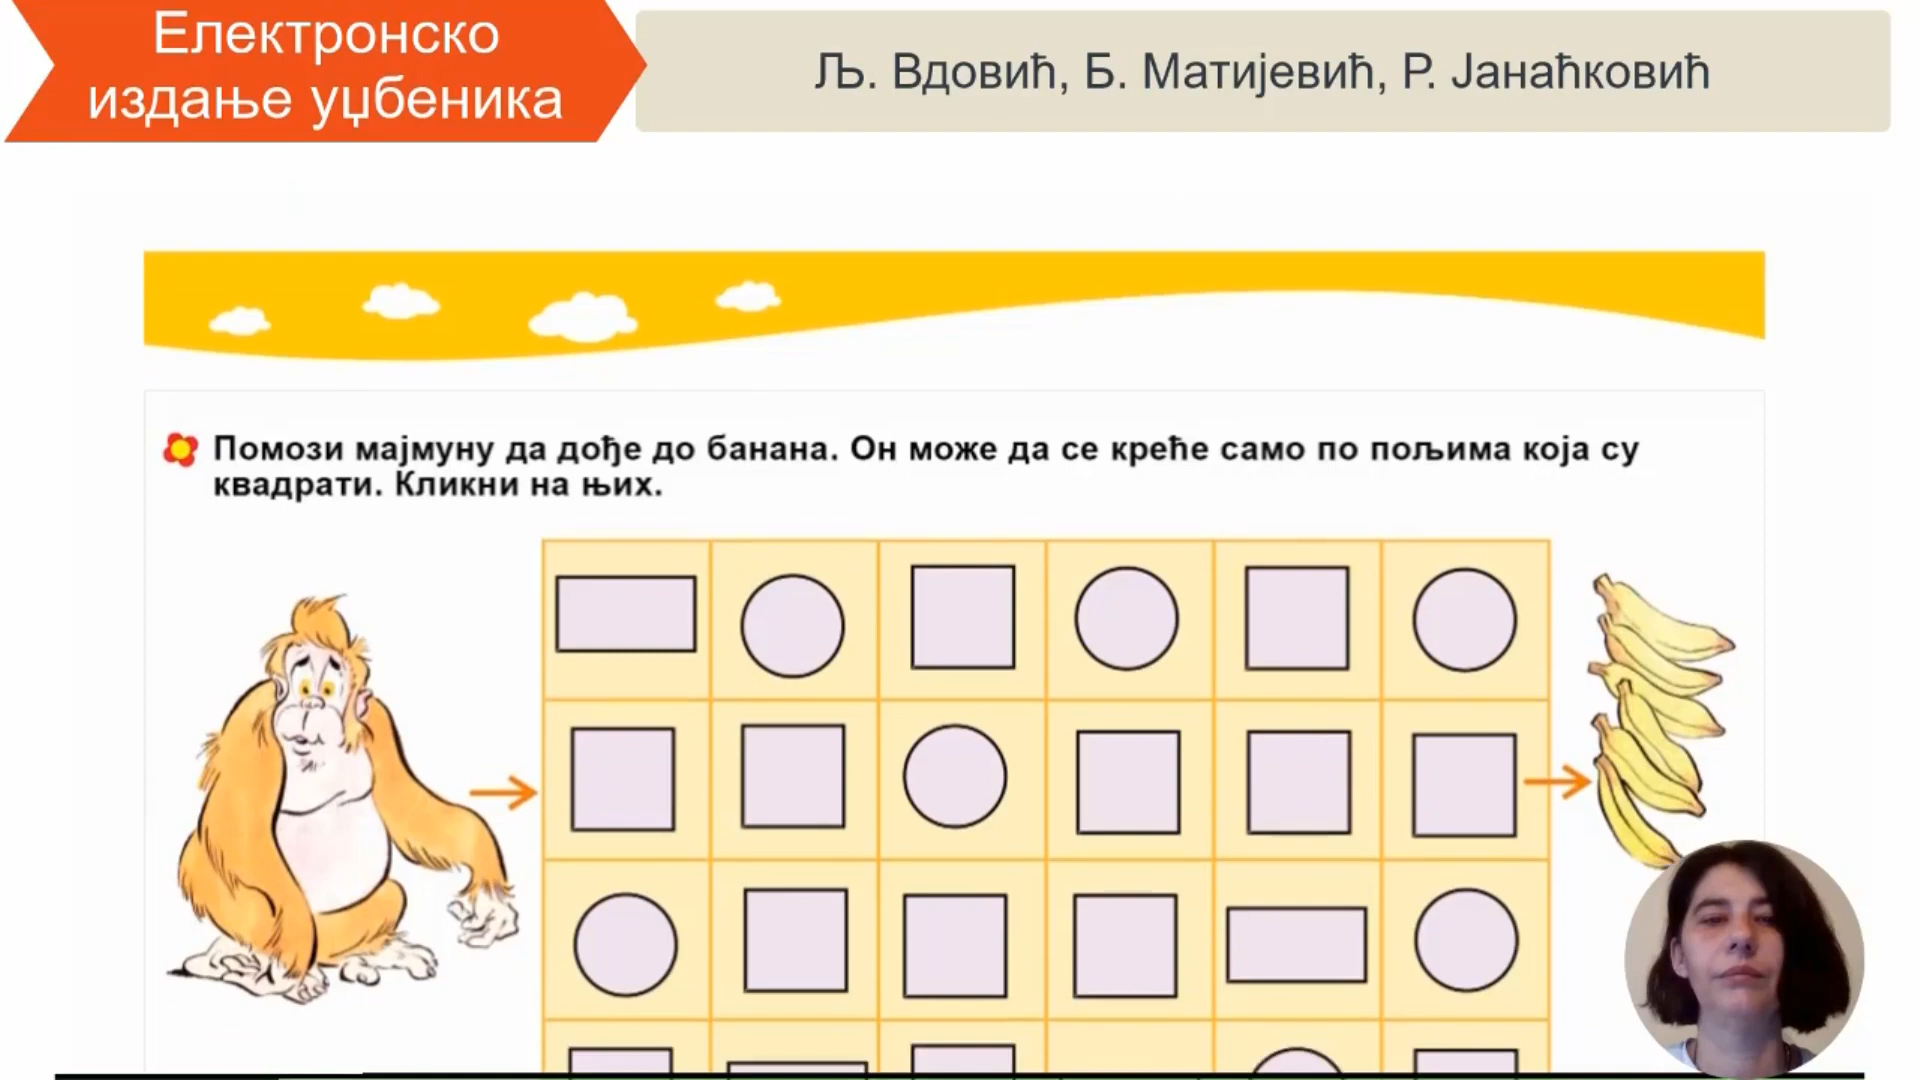 Електронско
издање уџбеника
Љ. Вдовић, Б. Матијевић, Р. Јанаћковић
Помози мајмуну да дође до банана. Он може да се креће само по пољима која су
квадрати. Кликни на њих.